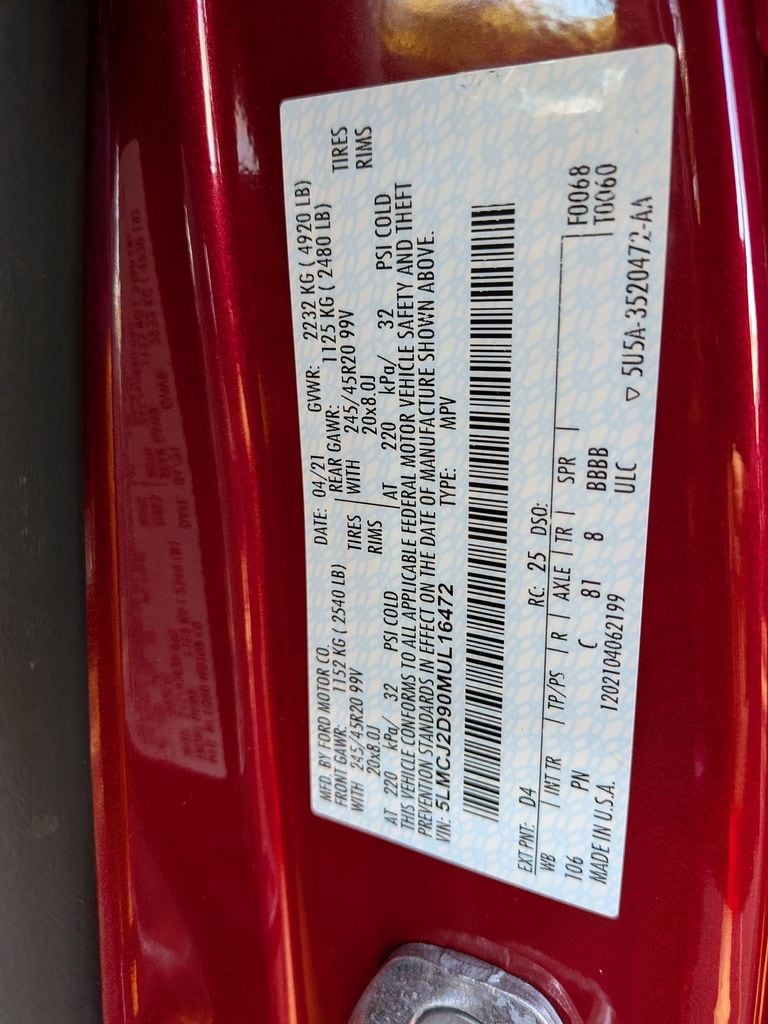 MFD. BY FORD MOTOR CO. DATE: 04/21 GVWR: 2232 KG ( 4920 LB)
FRONT GAWR: 1152 KG ( 2540 LB) REAR GAWR: 1125 KG ( 2480 LB)
WITH 245/45R20 99V TIRES WITH 245/45R20 99V TIRES
20x8.0J RIMS 20x8.0J RIMS
AT 220 kPa/ 32 PSI COLD AT 220 kPa/ 32 PSI COLD
THIS VEHICLE CONFORMS TO ALL APPLICABLE FEDERAL MOTOR VEHICLE SAFETY AND THEFT
PREVENTION STANDARDS IN EFFECT ON THE DATE OF MANUFACTURE SHOWN ABOVE.
VIN: 5LMCJ2D90MUL16472 TYPE: MPV
EXT PNT: D4 RC: 25 DSO:
WB INT TR TP/PS R AXLE TR SPR F0068
106 PN C 81 8 BBBB T0060
MADE IN U.S.A. 1202104062199 ULC
▽ 5U5A-3520472-AA